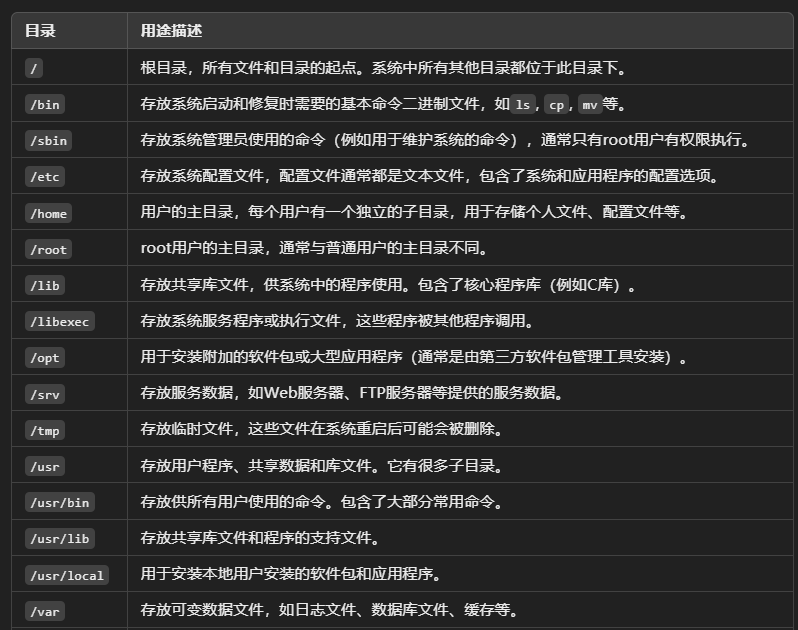 目录 用途描述
/ 根目录，所有文件和目录的起点。系统中所有其他目录都位于此目录下。
/bin 存放系统启动和修复时需要的基本命令二进制文件，如 ls, cp, mv 等。
/sbin 存放系统管理员使用的命令（例如用于维护系统的命令），通常只有root用户有权限执行。
/etc 存放系统配置文件，配置文件通常都是文本文件，包含了系统和应用程序的配置选项。
/home 用户的主目录，每个用户有一个独立的子目录，用于存储个人文件、配置文件等。
/root root用户的主目录，通常与普通用户的主目录不同。
/lib 存放共享库文件，供系统中的程序使用。包含了核心程序库（例如C库）。
/libexec 存放系统服务程序或执行文件，这些程序被其他程序调用。
/opt 用于安装附加的软件包或大型应用程序（通常是由第三方软件包管理工具安装）。
/srv 存放服务数据，如Web服务器、FTP服务器等提供的服务数据。
/tmp 存放临时文件，这些文件在系统重启后可能会被删除。
/usr 存放用户程序、共享数据和库文件。它有很多子目录。
/usr/bin 存放供所有用户使用的命令。包含了大部分常用命令。
/usr/lib 存放共享库文件和程序的支持文件。
/usr/local 用于安装本地用户安装的软件包和应用程序。
/var 存放可变数据文件，如日志文件、数据库文件、缓存等。